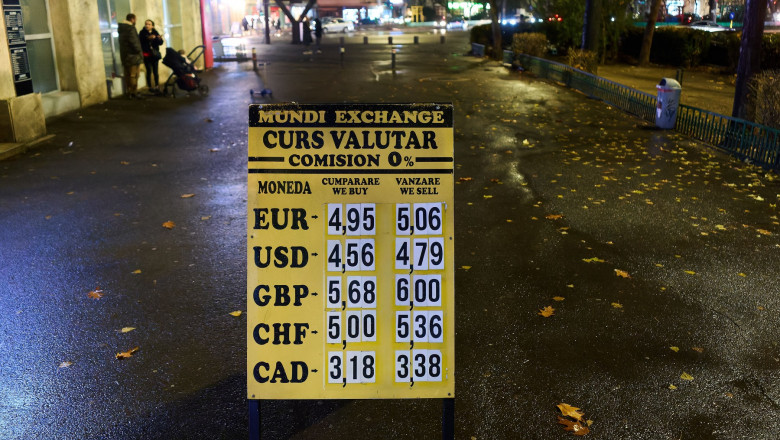 MUNDI EXCHANGE
CURS VALUTAR
COMISION 0%
MONEDA CUMPARARE WE BUY VANZARE WE SELL
EUR 4,95 5,06
USD 4,56 4,79
GBP 5,68 6,00
CHF 5,00 5,36
CAD 3,18 3,38